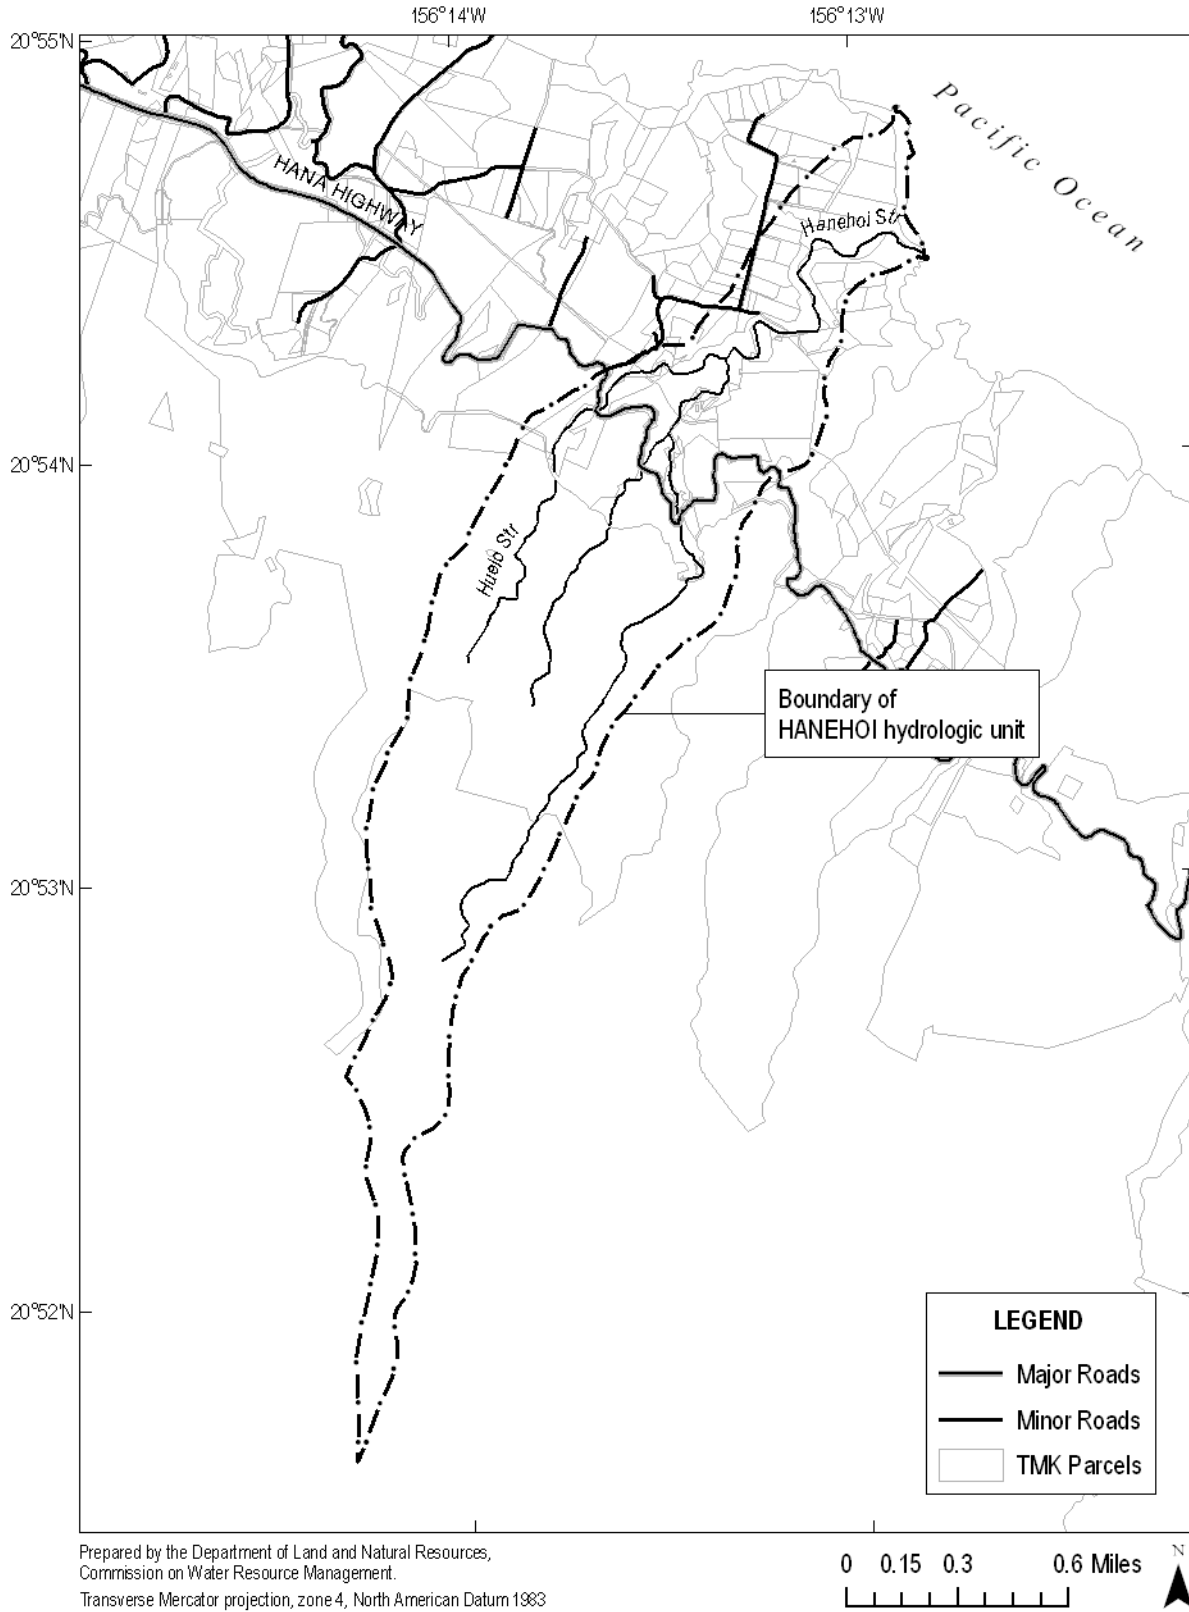 156°14'W
156°13'W
20°55'N
Pacific Ocean
HANA HIGHWAY
Hanehoi Str
20°54'N
Huelo Str
Boundary of
HANEHOI hydrologic unit
20°53'N
20°52'N
LEGEND
Major Roads
Minor Roads
TMK Parcels
Prepared by the Department of Land and Natural Resources,
Commission on Water Resource Management.
Transverse Mercator projection, zone 4, North American Datum 1983
0 0.15 0.3 0.6 Miles
N